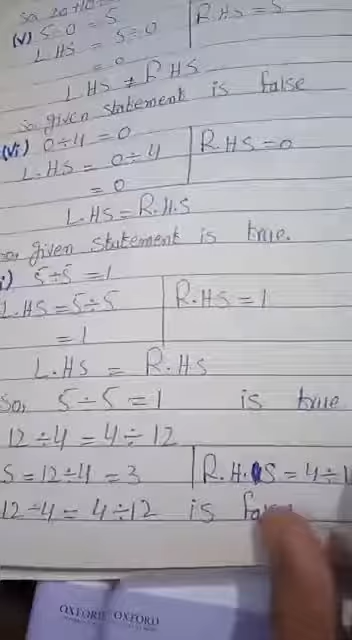 So 20+10=
(v) 5÷0=5 R.HS=5
L.HS = 5÷0
= 0
L HS ≠ R HS
So given statement is false
(vi) 0÷4=0
L.HS = 0÷4 R.HS=0
= 0
L.HS = R.H.S
given statement is true.
i) 5÷5=1
L.HS=5÷5 R.HS=1
=1
L.HS = R.HS
So, 5÷5=1 is true
12÷4=4÷12
S=12÷4=3 R.H.S=4÷1
12÷4=4÷12 is
OXFORD OXFORD